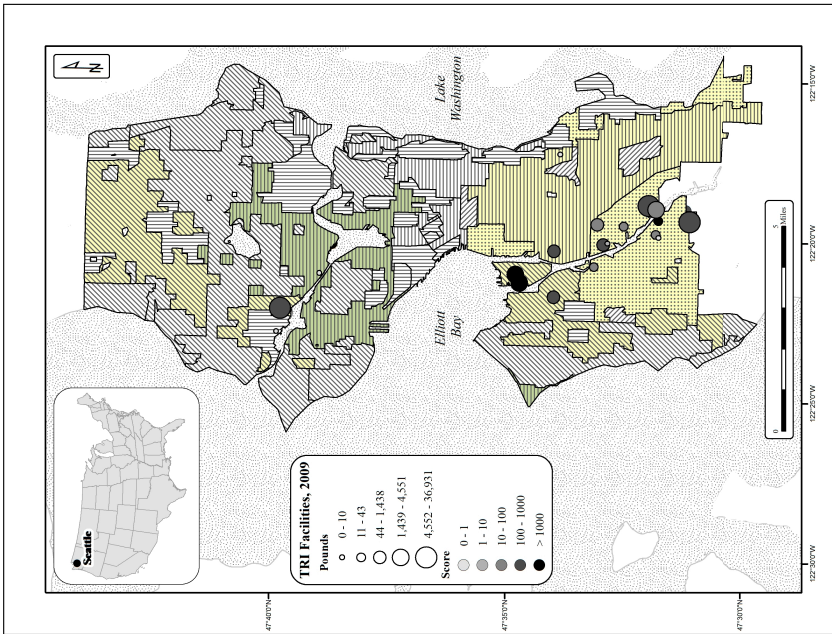 N
Lake
Washington
Elliott
Bay
Seattle
TRI Facilities, 2009
Pounds
0 - 10
11 - 43
44 - 1,438
1,439 - 4,551
4,552 - 36,931
Score
0 - 1
1 - 10
10 - 100
100 - 1000
> 1000
0 5
Miles
47°40'0"N
47°35'0"N
47°30'0"N
122°30'0"W
122°25'0"W
122°20'0"W
122°15'0"W